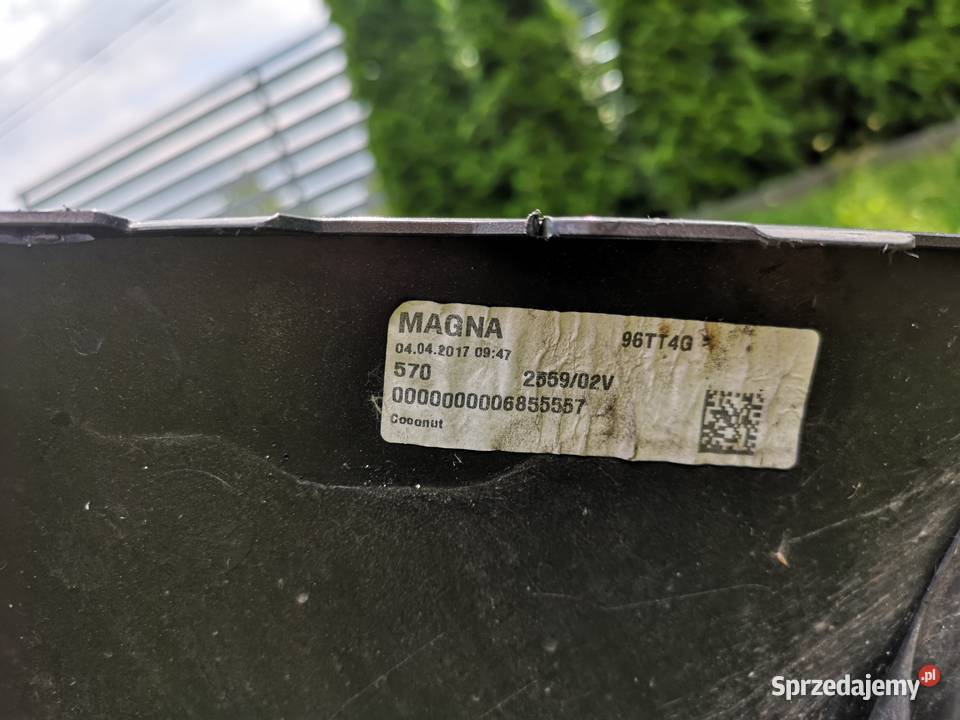 MAGNA
96TT4G
04.04.2017 09:47
570
2559/02V
0000000006855557
Coconut
Sprzedajemy.pl